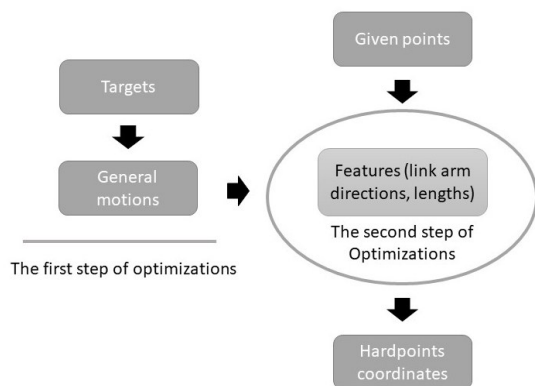 Targets
General
motions
The first step of optimizations
Given points
Features (link arm
directions, lengths)
The second step of
Optimizations
Hardpoints
coordinates